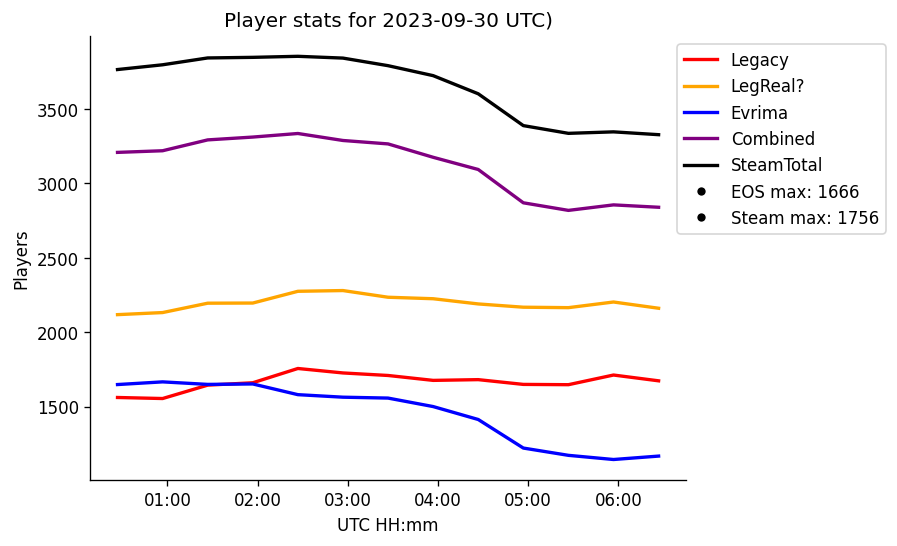 Player stats for 2023-09-30 UTC)
Legacy
LegReal?
Evrima
Combined
SteamTotal
EOS max: 1666
Steam max: 1756
Players
3500
3000
2500
2000
1500
01:00 02:00 03:00 04:00 05:00 06:00
UTC HH:mm